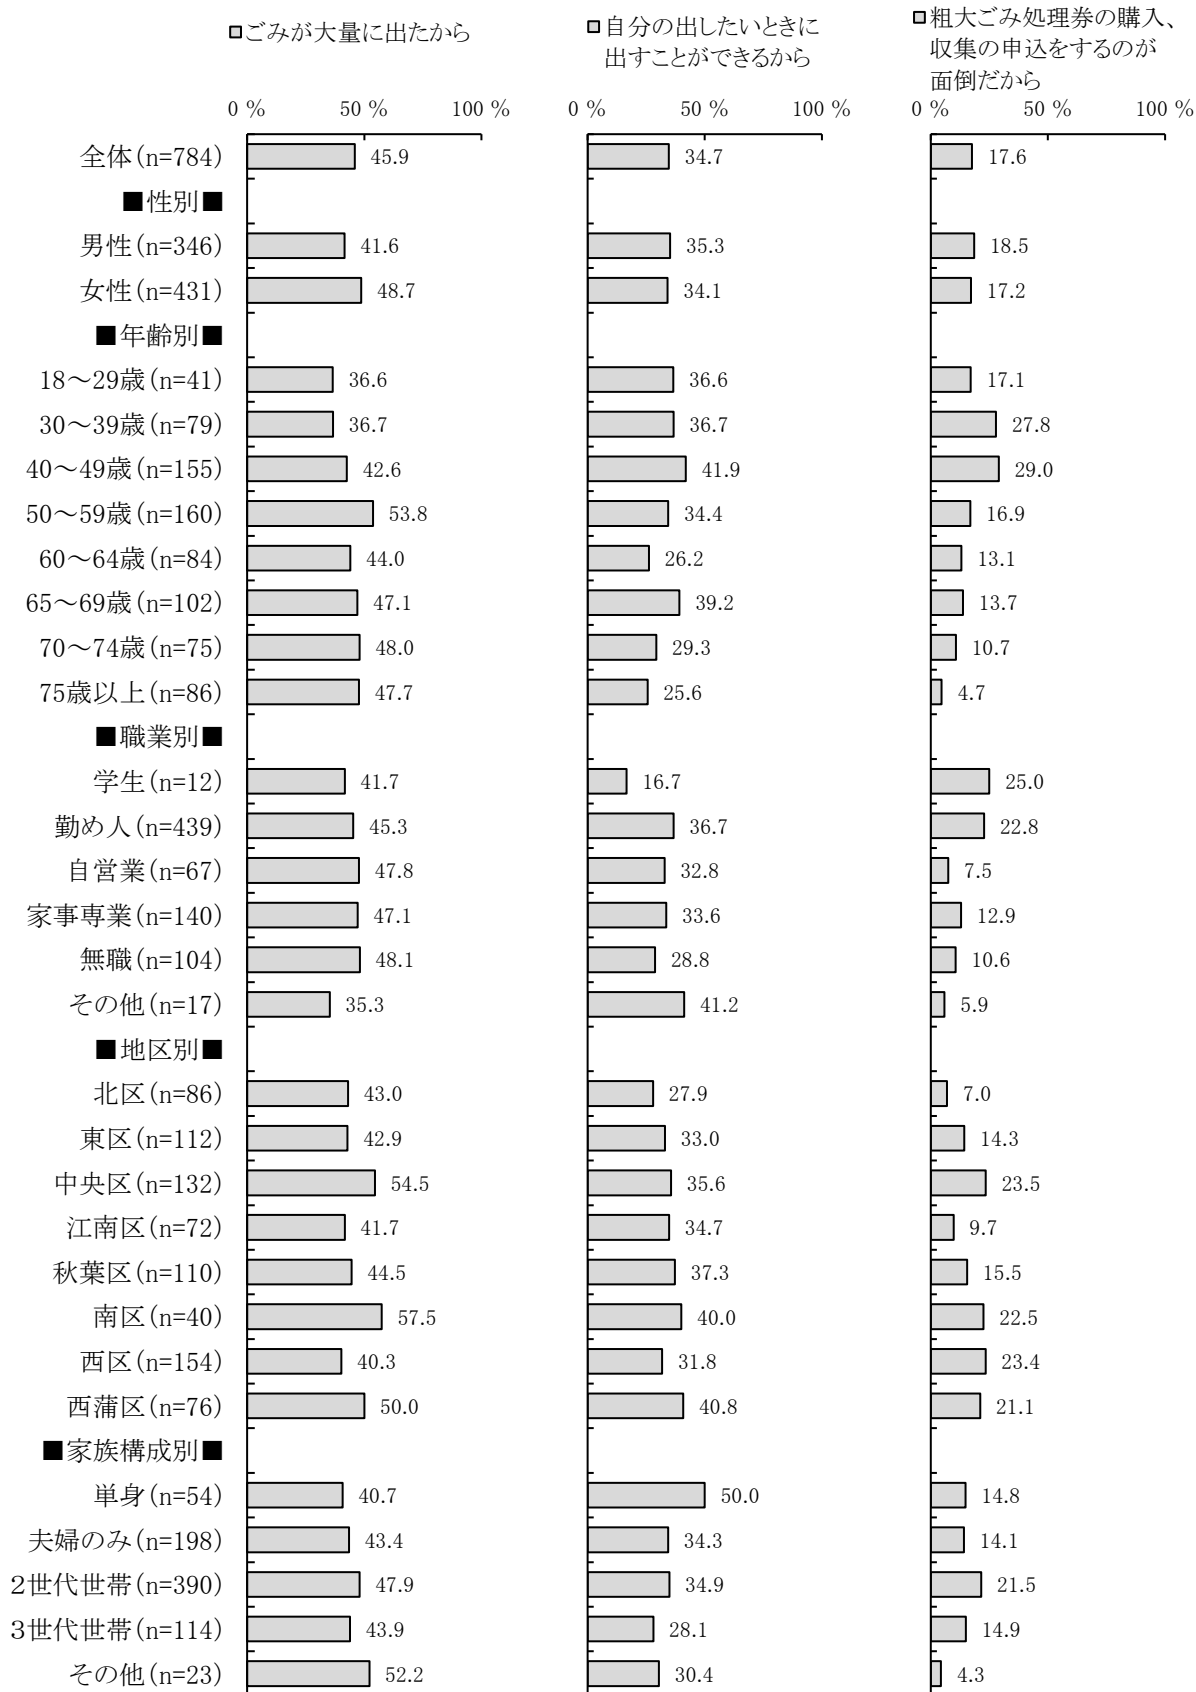 □ごみが大量に出たから
□自分の出したいときに
出すことができるから
□粗大ごみ処理券の購入、
収集の申込をするのが
面倒だから
0 % 50 % 100 % 0 % 50 % 100 % 0 % 50 % 100 %
全体(n=784) 45.9 34.7 17.6
■性別■
男性(n=346) 41.6 35.3 18.5
女性(n=431) 48.7 34.1 17.2
■年齢別■
18～29歳(n=41) 36.6 36.6 17.1
30～39歳(n=79) 36.7 36.7 27.8
40～49歳(n=155) 42.6 41.9 29.0
50～59歳(n=160) 53.8 34.4 16.9
60～64歳(n=84) 44.0 26.2 13.1
65～69歳(n=102) 47.1 39.2 13.7
70～74歳(n=75) 48.0 29.3 10.7
75歳以上(n=86) 47.7 25.6 4.7
■職業別■
学生(n=12) 41.7 16.7 25.0
勤め人(n=439) 45.3 36.7 22.8
自営業(n=67) 47.8 32.8 7.5
家事専業(n=140) 47.1 33.6 12.9
無職(n=104) 48.1 28.8 10.6
その他(n=17) 35.3 41.2 5.9
■地区別■
北区(n=86) 43.0 27.9 7.0
東区(n=112) 42.9 33.0 14.3
中央区(n=132) 54.5 35.6 23.5
江南区(n=72) 41.7 34.7 9.7
秋葉区(n=110) 44.5 37.3 15.5
南区(n=40) 57.5 40.0 22.5
西区(n=154) 40.3 31.8 23.4
西蒲区(n=76) 50.0 40.8 21.1
■家族構成別■
単身(n=54) 40.7 50.0 14.8
夫婦のみ(n=198) 43.4 34.3 14.1
２世代世帯(n=390) 47.9 34.9 21.5
３世代世帯(n=114) 43.9 28.1 14.9
その他(n=23) 52.2 30.4 4.3